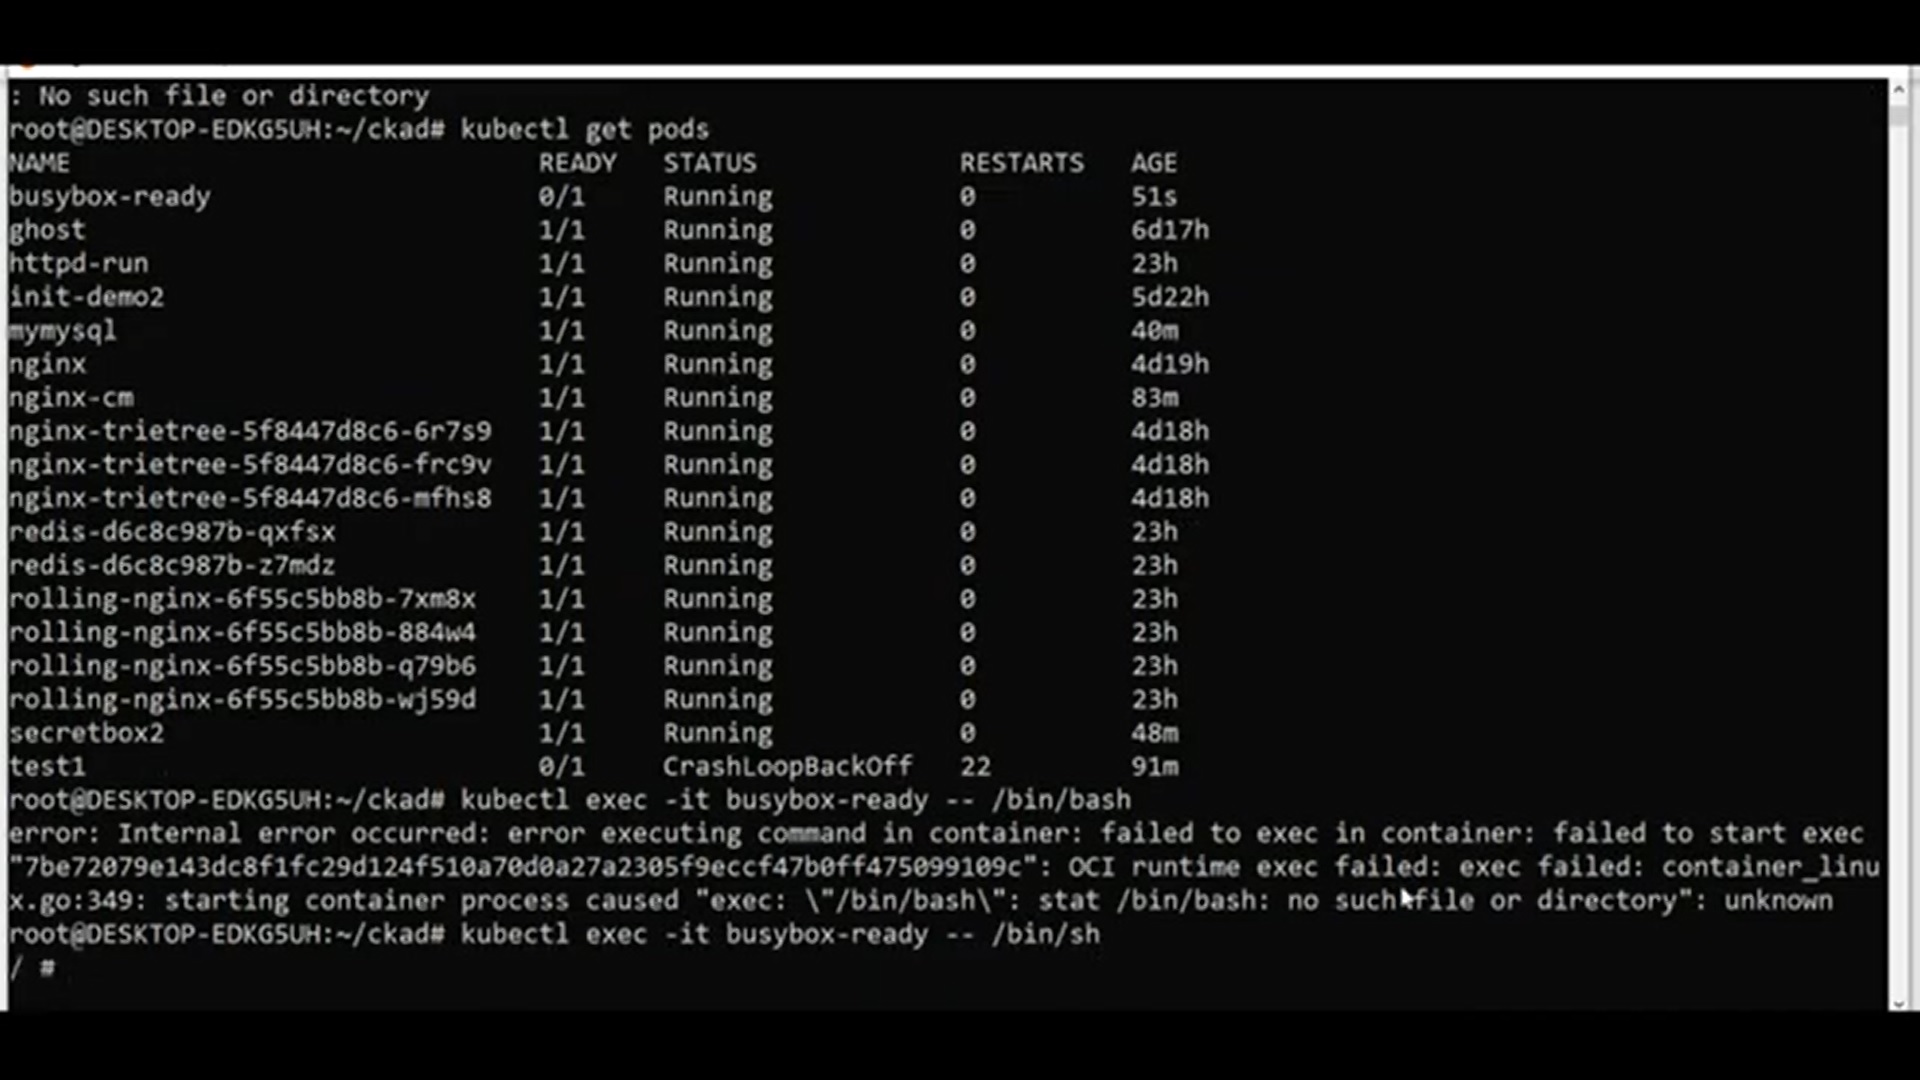 : No such file or directory
root@DESKTOP-EDKG5UH:~/ckad# kubectl get pods
NAME READY STATUS RESTARTS AGE
busybox-ready 0/1 Running 0 51s
ghost 1/1 Running 0 6d17h
httpd-run 1/1 Running 0 23h
init-demo2 1/1 Running 0 5d22h
mymysql 1/1 Running 0 40m
nginx 1/1 Running 0 4d19h
nginx-cm 1/1 Running 0 83m
nginx-trietree-5f8447d8c6-6r7s9 1/1 Running 0 4d18h
nginx-trietree-5f8447d8c6-frc9v 1/1 Running 0 4d18h
nginx-trietree-5f8447d8c6-mfhs8 1/1 Running 0 4d18h
redis-d6c8c987b-qxfsx 1/1 Running 0 23h
redis-d6c8c987b-z7mdz 1/1 Running 0 23h
rolling-nginx-6f55c5bb8b-7xm8x 1/1 Running 0 23h
rolling-nginx-6f55c5bb8b-884w4 1/1 Running 0 23h
rolling-nginx-6f55c5bb8b-q79b6 1/1 Running 0 23h
rolling-nginx-6f55c5bb8b-wj59d 1/1 Running 0 23h
secretbox2 1/1 Running 0 48m
test1 0/1 CrashLoopBackOff 22 91m
root@DESKTOP-EDKG5UH:~/ckad# kubectl exec -it busybox-ready -- /bin/bash
error: Internal error occurred: error executing command in container: failed to exec in container: failed to start exec
"7be72079e143dc8f1fc29d124f510a70d0a27a2305f9eccf47b0ff475099109c": OCI runtime exec failed: exec failed: container_linu
x.go:349: starting container process caused "exec: \"/bin/bash\": stat /bin/bash: no such file or directory": unknown
root@DESKTOP-EDKG5UH:~/ckad# kubectl exec -it busybox-ready -- /bin/sh
/ #